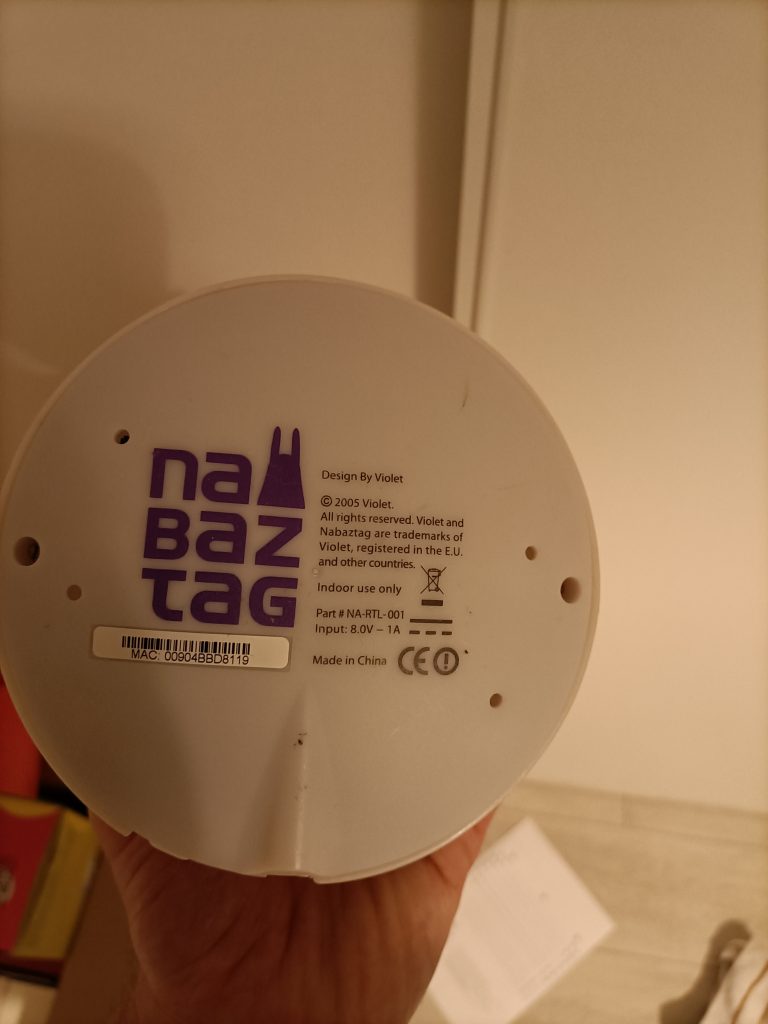 na
BaZ
taG
MAC: 00904BBD8119
Design By Violet
© 2005 Violet.
All rights reserved. Violet and
Nabaztag are trademarks of
Violet, registered in the E.U.
and other countries.
Indoor use only
Part # NA-RTL-001
Input: 8.0V – 1A
Made in China CE